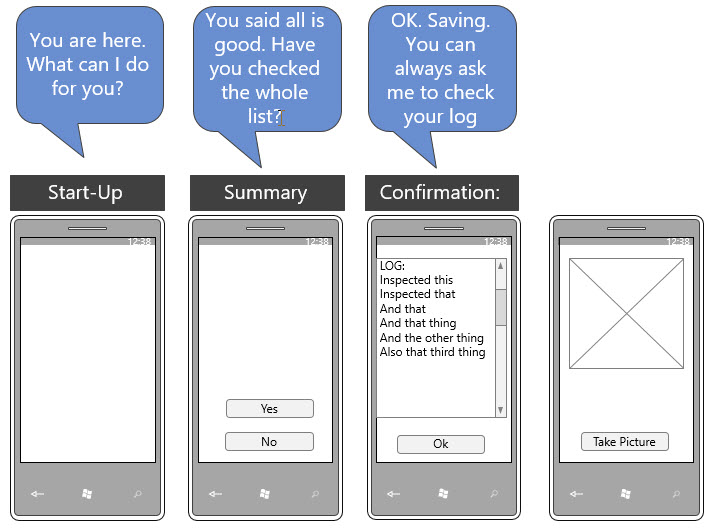 You are here.
What can I do
for you?
You said all is
good. Have
you checked
the whole
list?
OK. Saving.
You can
always ask
me to check
your log
Start-Up
Summary
Confirmation:
12:38
12:38
Yes
No
12:38
LOG:
Inspected this
Inspected that
And that
And that thing
And the other thing
Also that third thing
Ok
12:38
Take Picture